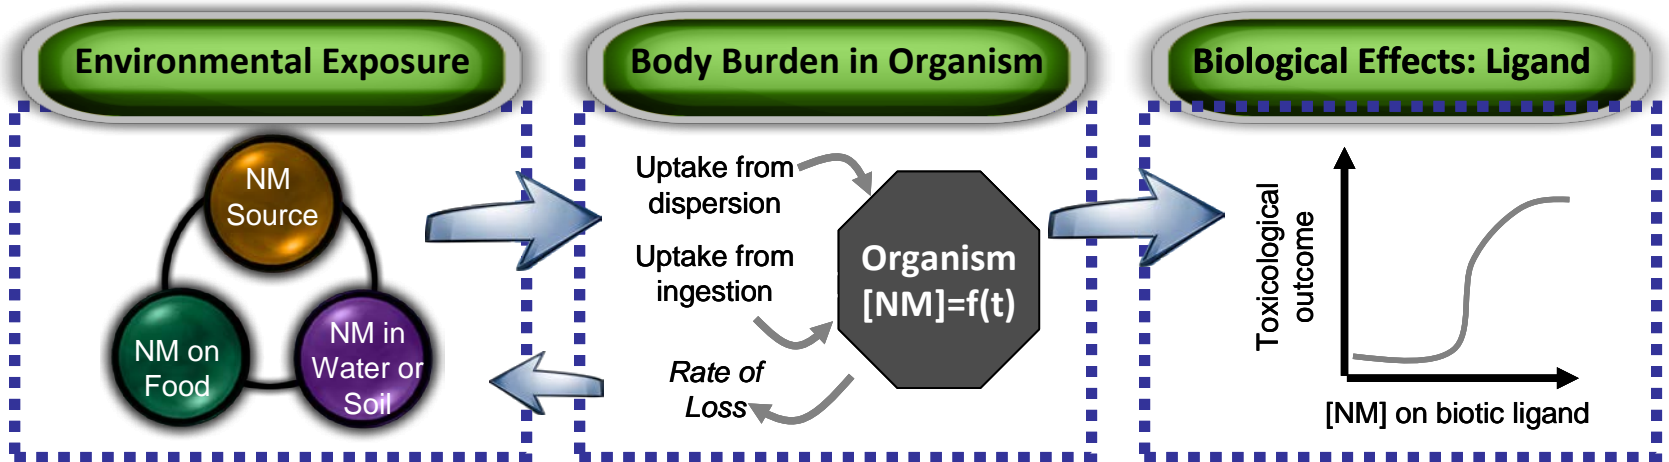 Environmental Exposure
NM
Source
NM on
Food
NM in
Water or
Soil
Body Burden in Organism
Uptake from
dispersion
Uptake from
ingestion
Rate of
Loss
Organism
[NM]=f(t)
Biological Effects: Ligand
Toxicological
outcome
[NM] on biotic ligand